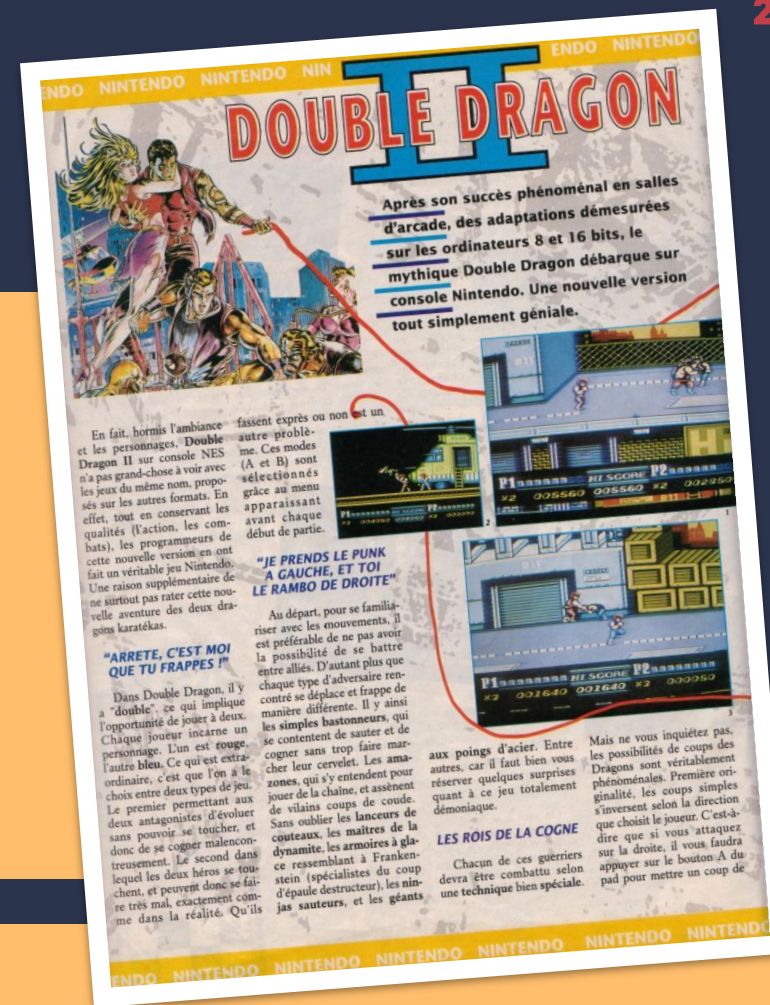 2
ENDO NINTENDO NINTENDO NIN
ENDO NINTENDO
II
DOUBLE DRAGON
Après son succès phénoménal en salles
d'arcade, des adaptations démesurées
sur les ordinateurs 8 et 16 bits, le
mythique Double Dragon débarque sur
console Nintendo. Une nouvelle version
tout simplement géniale.
En fait, hormis l'ambiance
et les personnages, Double
Dragon II sur console NES
n'a pas grand-chose à voir avec
les jeux du même nom, propo-
sés sur les autres formats. En
effet, tout en conservant les
qualités (l'action, les com-
bats), les programmeurs de
cette nouvelle version en ont
fait un véritable jeu Nintendo.
Une raison supplémentaire de
ne surtout pas rater cette nou-
velle aventure des deux dra-
gons karatékas.
"ARRETE, C'EST MOI
QUE TU FRAPPES !"
Dans Double Dragon, il y
a "double", ce qui implique
l'opportunité de jouer à deux.
Chaque joueur incarne un
personnage. L'un est rouge,
l'autre bleu. Ce qui est extra-
ordinaire, c'est que l'on a le
choix entre deux types de jeu.
Le premier permettant aux
deux antagonistes d'évoluer
sans pouvoir se toucher, et
donc de se cogner malencon-
treusement. Le second dans
lequel les deux héros se tou-
chent, et peuvent donc se fai-
re très mal, exactement com-
me dans la réalité. Qu'ils
fassent exprès ou non est un
autre problè-
me. Ces modes
(A et B) sont
sélectionnés
grâce au menu
apparaissant
avant chaque
début de partie.
"JE PRENDS LE PUNK
A GAUCHE, ET TOI
LE RAMBO DE DROITE"
Au départ, pour se familia-
riser avec les mouvements, il
est préférable de ne pas avoir
la possibilité de se battre
entre alliés. D'autant plus que
chaque type d'adversaire ren-
contré se déplace et frappe de
manière différente. Il y ainsi
les simples bastonneurs, qui
se contentent de sauter et de
cogner sans trop faire mar-
cher leur cervelet. Les ama-
zones, qui s'y entendent pour
jouer de la chaîne, et assènent
de vilains coups de coude.
Sans oublier les lanceurs de
couteaux, les maîtres de la
dynamite, les armoires à gla-
ce ressemblant à Franken-
stein (spécialistes du coup
d'épaule destructeur), les nin-
jas sauteurs, et les géants
P1 HI SCORE P2
X2 005560 005560 X2 002850
1
2
P1 HI SCORE P2
X2 001640 001640 X2 000050
3
aux poings d'acier. Entre
autres, car il faut bien vous
réserver quelques surprises
quant à ce jeu totalement
démoniaque.
LES ROIS DE LA COGNE
Chacun de ces guerriers
devra être combattu selon
une technique bien spéciale.
Mais ne vous inquiétez pas,
les possibilités de coups des
Dragons sont véritablement
phénoménales. Première ori-
ginalité, les coups simples
s'inversent selon la direction
que choisit le joueur. C'est-à-
dire que si vous attaquez
sur la droite, il vous faudra
appuyer sur le bouton A du
pad pour mettre un coup de
ENDO NINTENDO NINTENDO NINTENDO NINTENDO NINTENDO NINTENDO